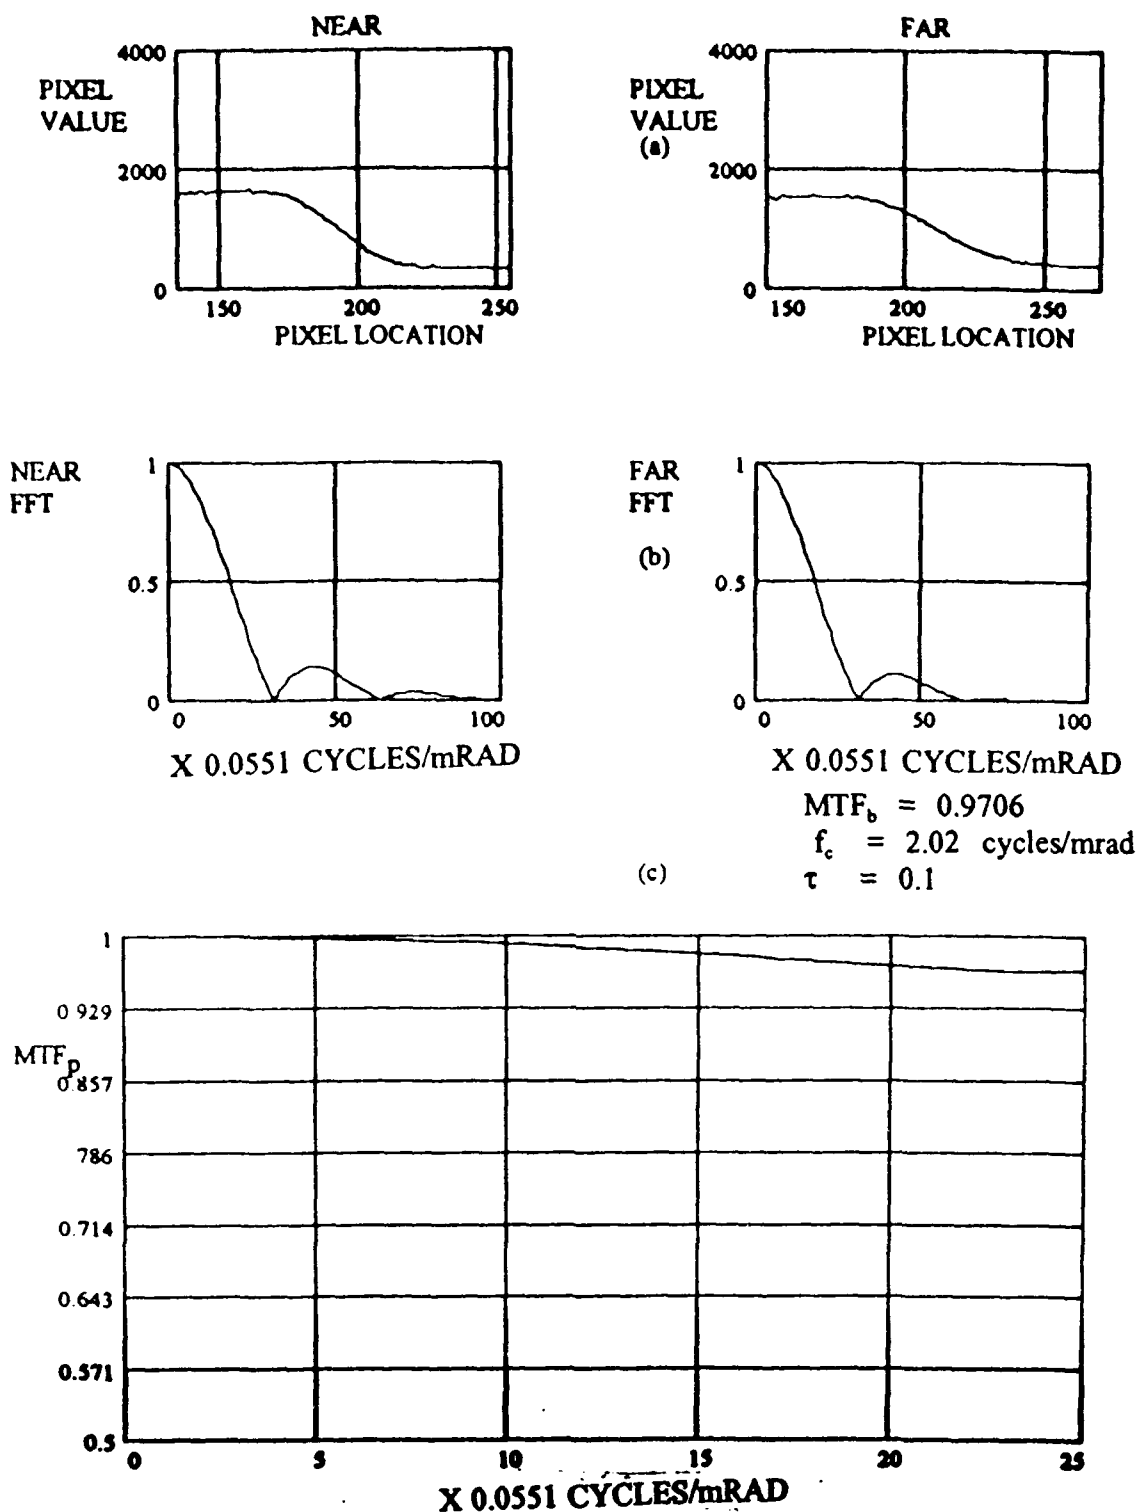 NEAR
4000
PIXEL
VALUE
2000
0
150 200 250
PIXEL LOCATION
FAR
4000
PIXEL
VALUE
(a)
2000
0
150 200 250
PIXEL LOCATION
NEAR
FFT
1
0.5
0
0 50 100
X 0.0551 CYCLES/mRAD
FAR
FFT
1
(b)
0.5
0
0 50 100
X 0.0551 CYCLES/mRAD
MTF_b = 0.9706
f_c = 2.02 cycles/mrad
(c)
τ = 0.1
1
0 929
MTF_p
0.857
786
0.714
0.643
0.571
0.5
0 5 10 15 20 25
X 0.0551 CYCLES/mRAD